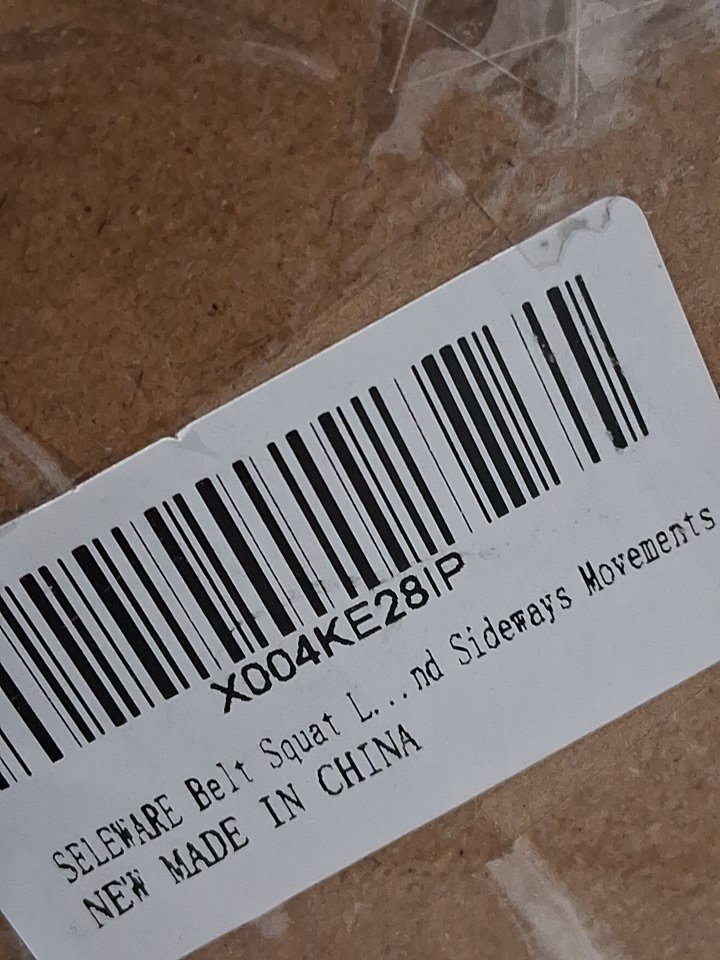 X004KE28IP
SELEWARE Belt Squat L...nd Sideways Movements
NEW MADE IN CHINA